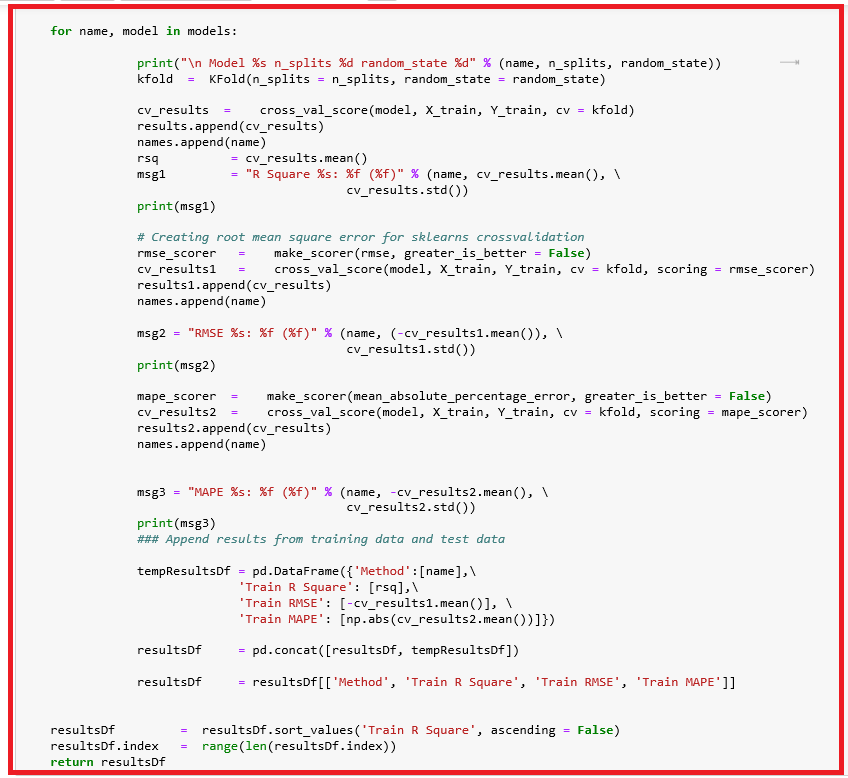 for name, model in models:
print("\n Model %s n_splits %d random_state %d" % (name, n_splits, random_state))
kfold = KFold(n_splits = n_splits, random_state = random_state)
cv_results = cross_val_score(model, X_train, Y_train, cv = kfold)
results.append(cv_results)
names.append(name)
rsq = cv_results.mean()
msg1 = "R Square %s: %f (%f)" % (name, cv_results.mean(), \
cv_results.std())
print(msg1)
# Creating root mean square error for sklearns crossvalidation
rmse_scorer = make_scorer(rmse, greater_is_better = False)
cv_results1 = cross_val_score(model, X_train, Y_train, cv = kfold, scoring = rmse_scorer)
results1.append(cv_results)
names.append(name)
msg2 = "RMSE %s: %f (%f)" % (name, (-cv_results1.mean()), \
cv_results1.std())
print(msg2)
mape_scorer = make_scorer(mean_absolute_percentage_error, greater_is_better = False)
cv_results2 = cross_val_score(model, X_train, Y_train, cv = kfold, scoring = mape_scorer)
results2.append(cv_results)
names.append(name)
msg3 = "MAPE %s: %f (%f)" % (name, -cv_results2.mean(), \
cv_results2.std())
print(msg3)
### Append results from training data and test data
tempResultsDf = pd.DataFrame({'Method':[name],\
'Train R Square': [rsq],\
'Train RMSE': [-cv_results1.mean()], \
'Train MAPE': [np.abs(cv_results2.mean())]})
resultsDf = pd.concat([resultsDf, tempResultsDf])
resultsDf = resultsDf[['Method', 'Train R Square', 'Train RMSE', 'Train MAPE']]
resultsDf = resultsDf.sort_values('Train R Square', ascending = False)
resultsDf.index = range(len(resultsDf.index))
return resultsDf